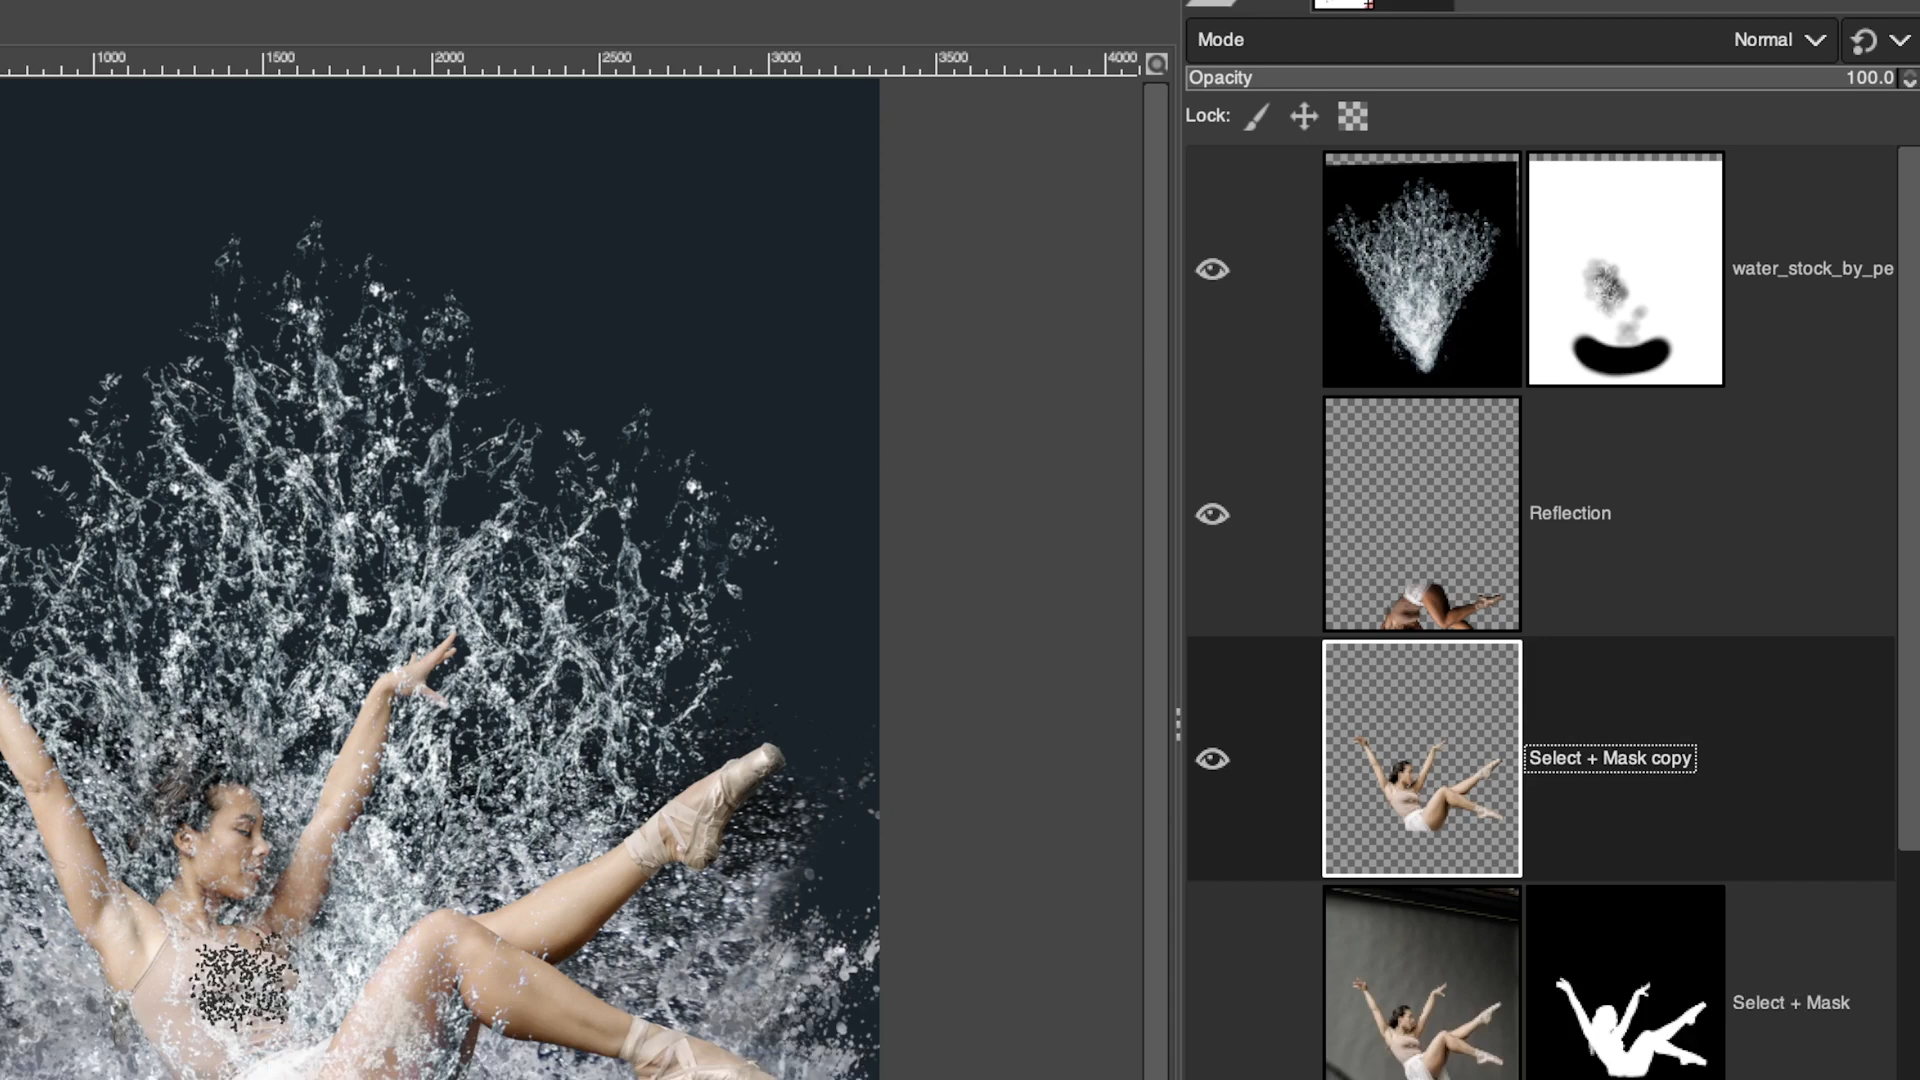 1000 1500 2000 2500 3000 3500 4000
Mode Normal
Opacity 100.0
Lock:
water_stock_by_pe
Reflection
Select + Mask copy
Select + Mask